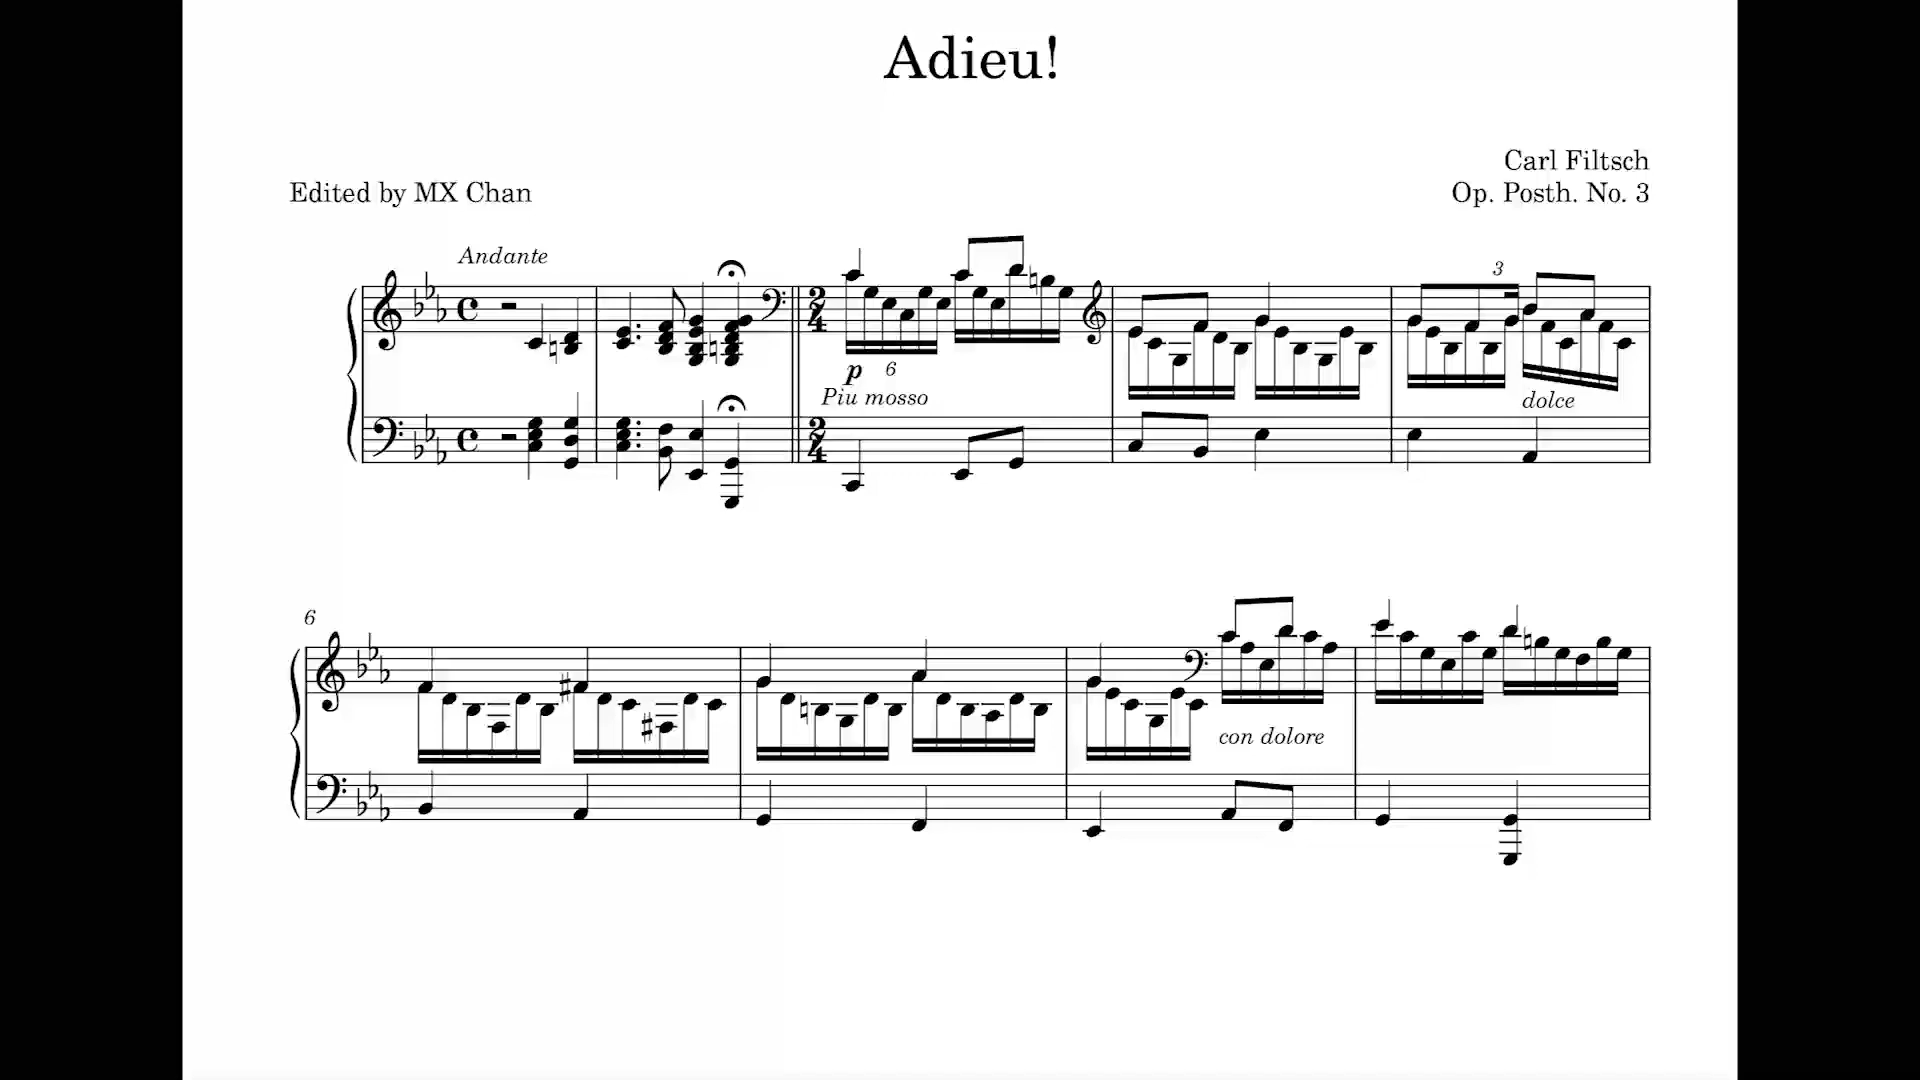 Adieu!
Carl Filtsch
Edited by MX Chan
Op. Posth. No. 3
Andante
3
p 6
Piu mosso
dolce
6
con dolore